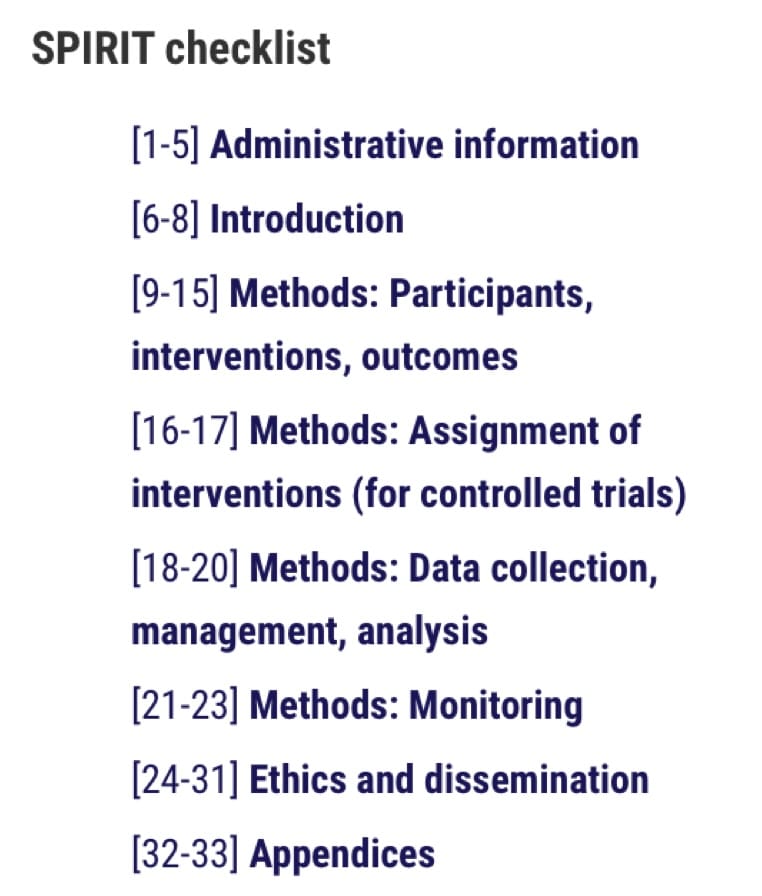 SPIRIT checklist
[1-5] Administrative information
[6-8] Introduction
[9-15] Methods: Participants,
interventions, outcomes
[16-17] Methods: Assignment of
interventions (for controlled trials)
[18-20] Methods: Data collection,
management, analysis
[21-23] Methods: Monitoring
[24-31] Ethics and dissemination
[32-33] Appendices